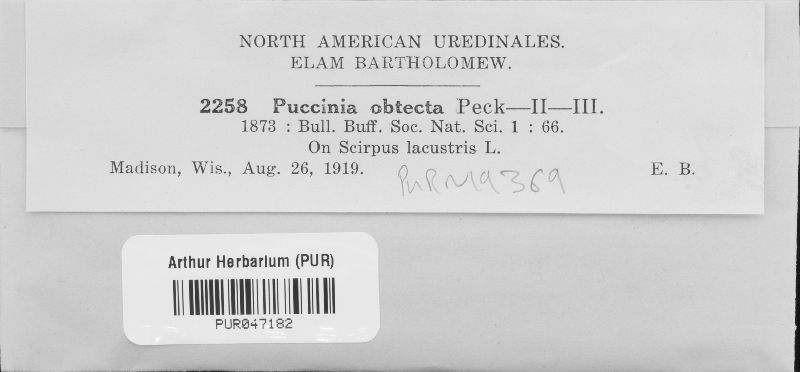 NORTH AMERICAN UREDINALES.
ELAM BARTHOLOMEW.
2258 Puccinia obtecta Peck—II—III.
1873 : Bull. Buff. Soc. Nat. Sci. 1 : 66.
On Scirpus lacustris L.
Madison, Wis., Aug. 26, 1919. E. B.
Arthur Herbarium (PUR)
PUR047182